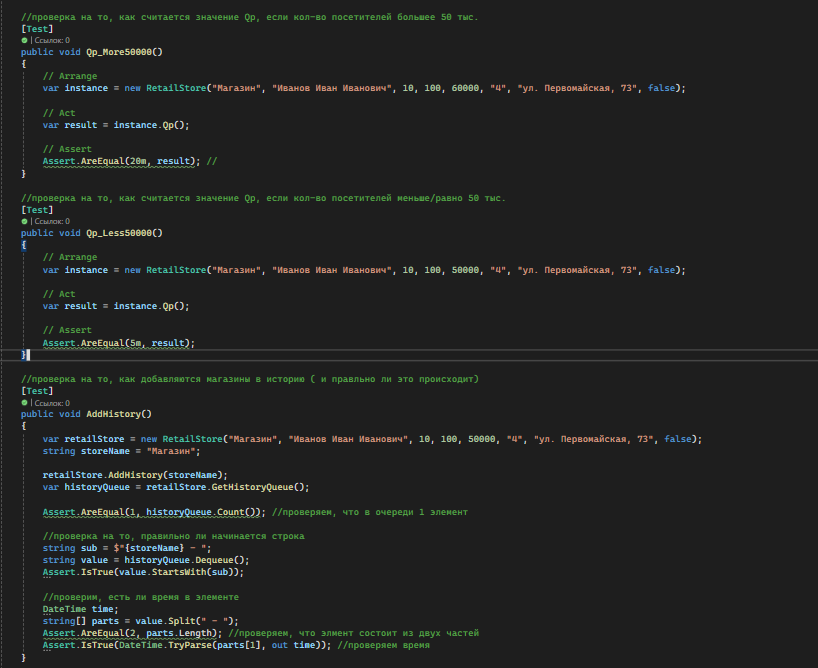 //проверка на то, как считается значение Qp, если кол-во посетителей большее 50 тыс.
[Test]
| Ссылок: 0
public void Qp_More50000()
{
// Arrange
var instance = new RetailStore("Магазин", "Иванов Иван Иванович", 10, 100, 60000, "4", "ул. Первомайская, 73", false);
// Act
var result = instance.Qp();
// Assert
Assert.AreEqual(20m, result); //
}
//проверка на то, как считается значение Qp, если кол-во посетителей меньше/равно 50 тыс.
[Test]
| Ссылок: 0
public void Qp_Less50000()
{
// Arrange
var instance = new RetailStore("Магазин", "Иванов Иван Иванович", 10, 100, 50000, "4", "ул. Первомайская, 73", false);
// Act
var result = instance.Qp();
// Assert
Assert.AreEqual(5m, result);
}
//проверка на то, как добавляются магазины в историю ( и правльно ли это происходит)
[Test]
| Ссылок: 0
public void AddHistory()
{
var retailStore = new RetailStore("Магазин", "Иванов Иван Иванович", 10, 100, 50000, "4", "ул. Первомайская, 73", false);
string storeName = "Магазин";
retailStore.AddHistory(storeName);
var historyQueue = retailStore.GetHistoryQueue();
Assert.AreEqual(1, historyQueue.Count()); //проверяем, что в очереди 1 элемент
//проверка на то, правильно ли начинается строка
string sub = $"{storeName} - ";
string value = historyQueue.Dequeue();
Assert.IsTrue(value.StartsWith(sub));
//проверим, есть ли время в элементе
DateTime time;
string[] parts = value.Split(" - ");
Assert.AreEqual(2, parts.Length); //проверяем, что элмент состоит из двух частей
Assert.IsTrue(DateTime.TryParse(parts[1], out time)); //проверяем время
}